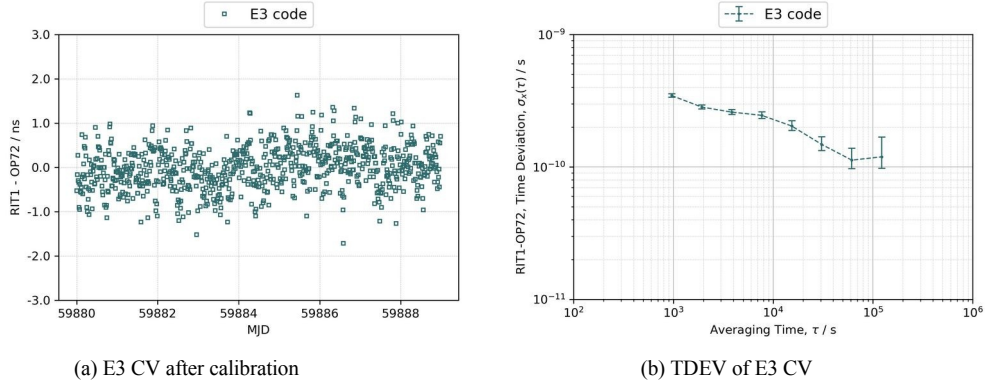 E3 code
3.0
2.0
1.0
0.0
-1.0
-2.0
-3.0
RIT1 - OP72 / ns
59880 59882 59884 59886 59888
MJD
(a) E3 CV after calibration
E3 code
10⁻⁹
10⁻¹⁰
10⁻¹¹
RIT1-OP72, Time Deviation, σₓ(τ) / s
10² 10³ 10⁴ 10⁵ 10⁶
Averaging Time, τ / s
(b) TDEV of E3 CV